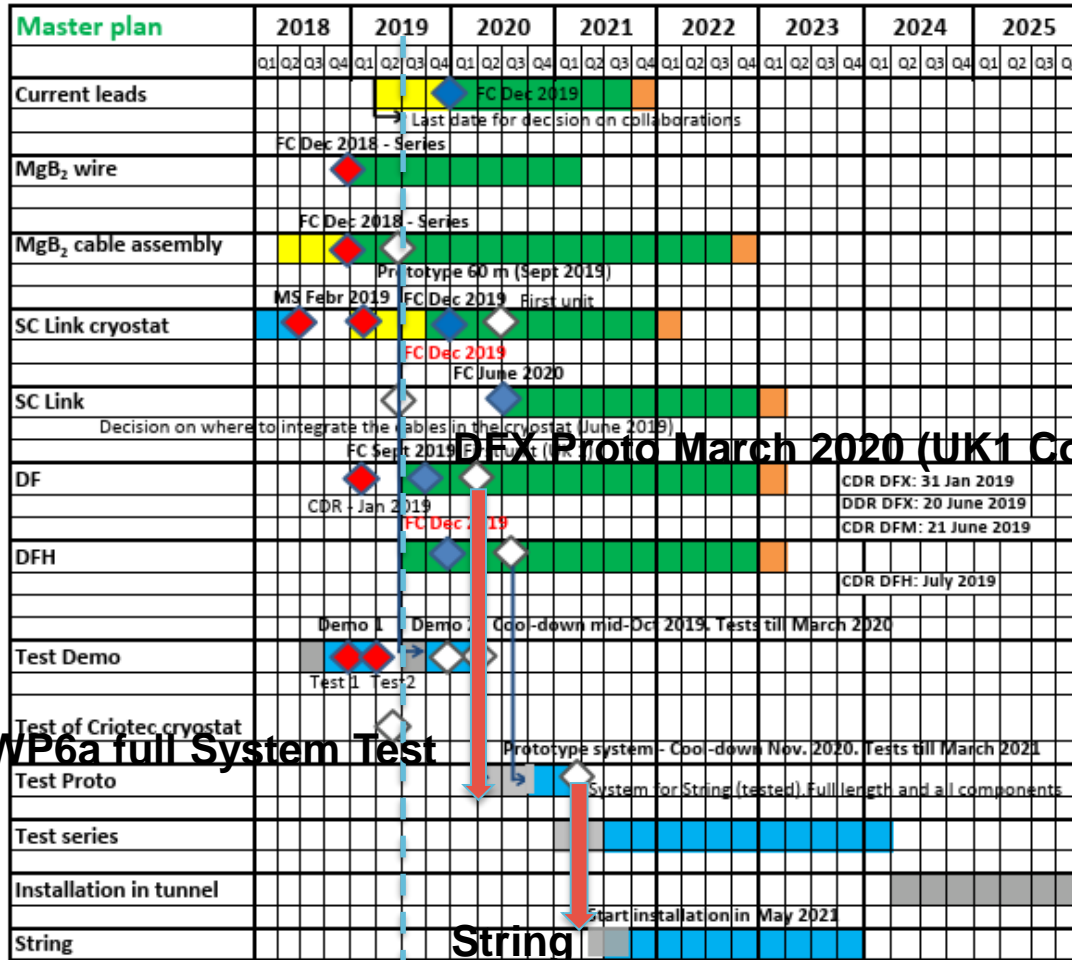 Master plan 2018 2019 2020 2021 2022 2023 2024 2025
Q1 Q2 Q3 Q4 Q1 Q2 Q3 Q4 Q1 Q2 Q3 Q4 Q1 Q2 Q3 Q4 Q1 Q2 Q3 Q4 Q1 Q2 Q3 Q4 Q1 Q2 Q3 Q4 Q1 Q2 Q3
Current leads
FC Dec 2019
Last date for decision on collaborations
FC Dec 2018 - Series
MgB₂ wire
FC Dec 2018 - Series
MgB₂ cable assembly
Prototype 60 m (Sept 2019)
MS Febr 2019 FC Dec 2019 First unit
SC Link cryostat
FC Dec 2019
FC June 2020
SC Link
Decision on where to integrate the cables in the cryostat (June 2019)
FC Sept 2019 First unit
DFX Proto March 2020 (UK1 Co
DF
CDR DFX: 31 Jan 2019
CDR - Jan 2019
DDR DFX: 20 June 2019
FC Dec 2019
CDR DFM: 21 June 2019
DFH
CDR DFH: July 2019
Demo 1 Demo Cool-down mid-Oct 2019. Tests till March 2020
Test Demo
Test 1 Test2
Test of Criotec cryostat
WP6a full System Test
Prototype system - Cool-down Nov. 2020. Tests till March 2021
Test Proto
System for String (tested).Full length and all components
Test series
Installation in tunnel
Start installation in May 2021
String
String